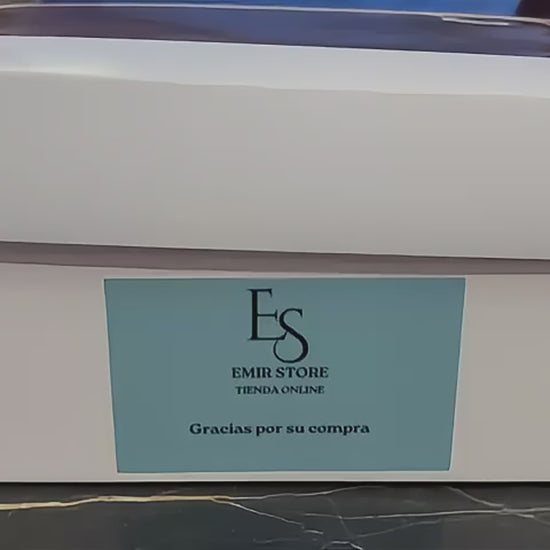 ES
EMIR STORE
TIENDA ONLINE
Gracias por su compra